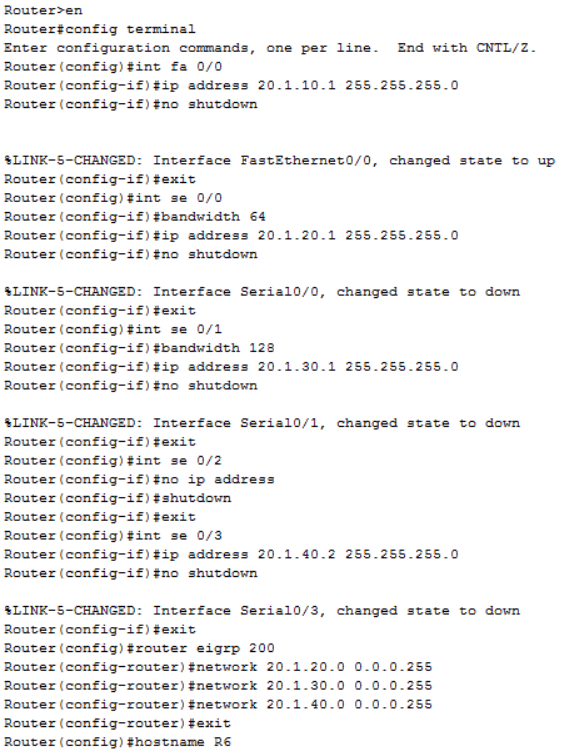 Router>en
Router#config terminal
Enter configuration commands, one per line.  End with CNTL/Z.
Router(config)#int fa 0/0
Router(config-if)#ip address 20.1.10.1 255.255.255.0
Router(config-if)#no shutdown
%LINK-5-CHANGED: Interface FastEthernet0/0, changed state to up
Router(config-if)#exit
Router(config)#int se 0/0
Router(config-if)#bandwidth 64
Router(config-if)#ip address 20.1.20.1 255.255.255.0
Router(config-if)#no shutdown
%LINK-5-CHANGED: Interface Serial0/0, changed state to down
Router(config-if)#exit
Router(config)#int se 0/1
Router(config-if)#bandwidth 128
Router(config-if)#ip address 20.1.30.1 255.255.255.0
Router(config-if)#no shutdown
%LINK-5-CHANGED: Interface Serial0/1, changed state to down
Router(config-if)#exit
Router(config)#int se 0/2
Router(config-if)#no ip address
Router(config-if)#shutdown
Router(config-if)#exit
Router(config)#int se 0/3
Router(config-if)#ip address 20.1.40.2 255.255.255.0
Router(config-if)#no shutdown
%LINK-5-CHANGED: Interface Serial0/3, changed state to down
Router(config-if)#exit
Router(config)#router eigrp 200
Router(config-router)#network 20.1.20.0 0.0.0.255
Router(config-router)#network 20.1.30.0 0.0.0.255
Router(config-router)#network 20.1.40.0 0.0.0.255
Router(config-router)#exit
Router(config)#hostname R6